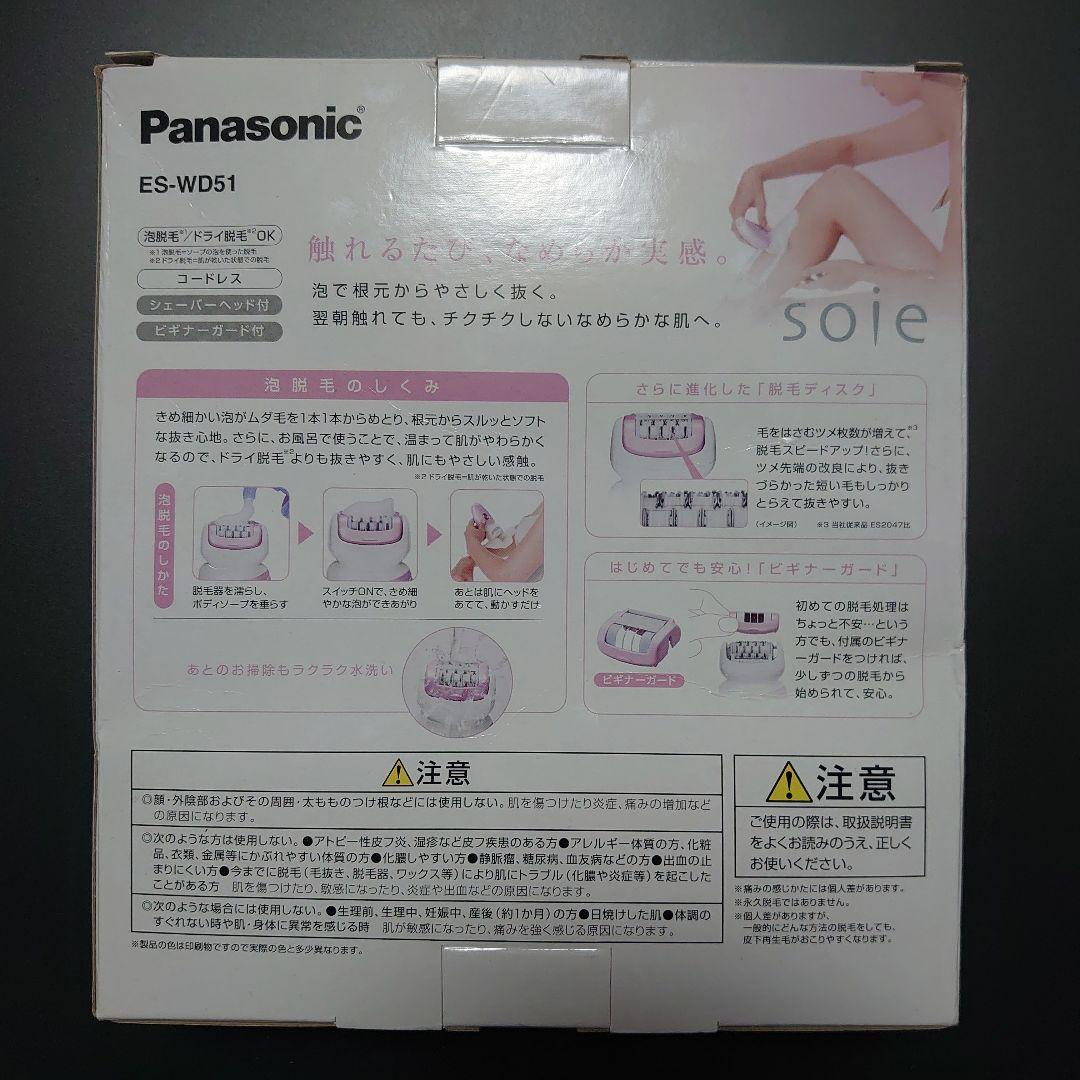 Panasonic®
ES-WD51
泡脱毛※1/ドライ脱毛※2OK
※1 泡脱毛=ソープの泡を使った脱毛
※2 ドライ脱毛=肌が乾いた状態での脱毛
コードレス
シェーバーヘッド付
ビギナーガード付
触れるたび、なめらか実感。
泡で根元からやさしく抜く。
翌朝触れても、チクチクしないなめらかな肌へ。
soie
泡脱毛のしくみ
きめ細かい泡がムダ毛を1本1本からめとり、根元からスルッとソフト
な抜き心地。さらに、お風呂で使うことで、温まって肌がやわらかく
なるので、ドライ脱毛※2よりも抜きやすく、肌にもやさしい感触。
※2 ドライ脱毛=肌が乾いた状態での脱毛
泡脱毛のしかた
脱毛器を濡らし、
ボディソープを垂らす
スイッチONで、きめ細
やかな泡ができあがり
あとは肌にヘッドを
あてて、動かすだけ
あとのお掃除もラクラク水洗い
さらに進化した「脱毛ディスク」
毛をはさむツメ枚数が増えて、※3
脱毛スピードアップ!さらに、
ツメ先端の改良により、抜き
づらかった短い毛もしっかり
とらえて抜きやすい。
(イメージ図)
※3 当社従来品 ES2047比
はじめてでも安心!「ビギナーガード」
ビギナーガード
初めての脱毛処理は
ちょっと不安…という
方でも、付属のビギナ
ーガードをつければ、
少しずつの脱毛から
始められて、安心。
注意
◎顔・外陰部およびその周囲・太もものつけ根などには使用しない。肌を傷つけたり炎症、痛みの増加など
の原因になります。
◎次のような方は使用しない。●アトピー性皮フ炎、湿疹など皮フ疾患のある方●アレルギー体質の方、化粧
品、衣類、金属等にかぶれやすい体質の方●化膿しやすい方●静脈瘤、糖尿病、血友病などの方●出血の止
まりにくい方●今までに脱毛(毛抜き、脱毛器、ワックス等)により肌にトラブル(化膿や炎症等)を起こした
ことがある方 肌を傷つけたり、敏感になったり、炎症や出血などの原因になります。
◎次のような場合には使用しない。●生理前、生理中、妊娠中、産後(約1か月)の方●日焼けした肌●体調の
すぐれない時や肌・身体に異常を感じる時 肌が敏感になったり、痛みを強く感じる原因になります。
※製品の色は印刷物ですので実際の色と多少異なります。
注意
ご使用の際は、取扱説明書
をよくお読みのうえ、正しく
お使いください。
※痛みの感じかたには個人差があります。
※永久脱毛ではありません。
※個人差がありますが、
一般的にどんな方法の脱毛をしても、
皮下再生毛がおこりやすくなります。